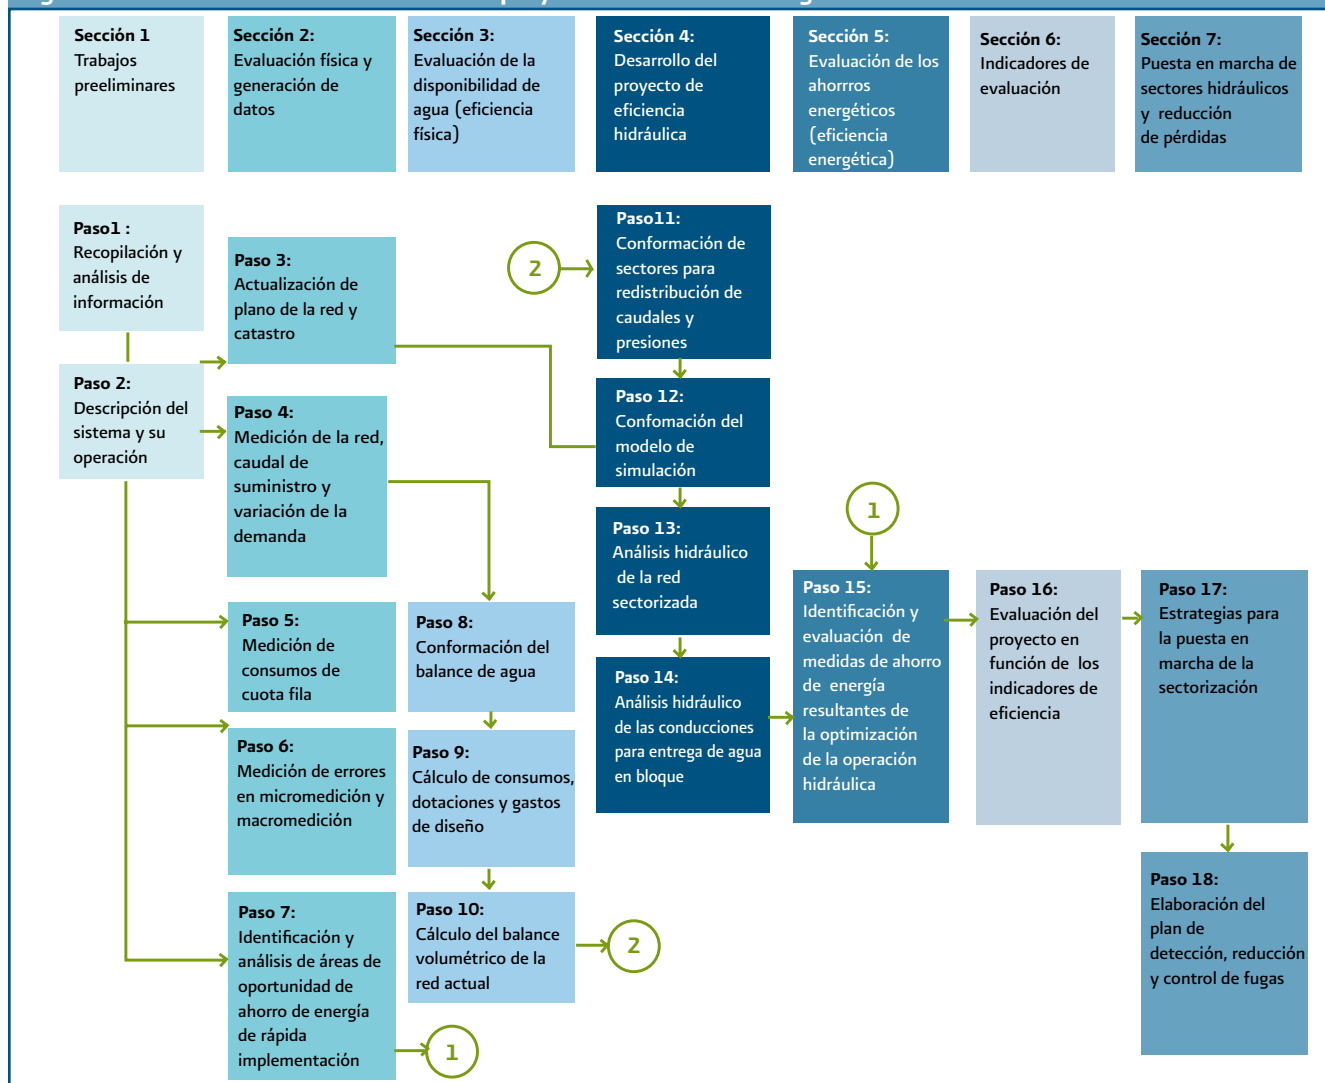 Sección 1
Trabajos
preeliminares
Sección 2:
Evaluación física y
generación de
datos
Sección 3:
Evaluación de la
disponibilidad de
agua (eficiencia
física)
Sección 4:
Desarrollo del
proyecto de
eficiencia
hidráulica
Sección 5:
Evaluación de los
ahorrros
energéticos
(eficiencia
energética)
Sección 6:
Indicadores de
evaluación
Sección 7:
Puesta en marcha de
sectores hidráulicos
y reducción
de pérdidas
Paso1 :
Recopilación y
análisis de
información
Paso 2:
Descripción del
sistema y su
operación
Paso 3:
Actualización de
plano de la red y
catastro
Paso 4:
Medición de la red,
caudal de
suministro y
variación de la
demanda
Paso 5:
Medición de
consumos de
cuota fila
Paso 6:
Medición de errores
en micromedición y
macromedición
Paso 7:
Identificación y
análisis de áreas de
oportunidad de
ahorro de energía
de rápida
implementación
1
Paso 8:
Conformación del
balance de agua
Paso 9:
Cálculo de consumos,
dotaciones y gastos
de diseño
Paso 10:
Cálculo del balance
volumétrico de la
red actual
2
2
Paso11:
Conformación de
sectores para
redistribución de
caudales y
presiones
Paso 12:
Confomación del
modelo de
simulación
Paso 13:
Análisis hidráulico
de la red
sectorizada
Paso 14:
Análisis hidráulico
de las conducciones
para entrega de agua
en bloque
1
Paso 15:
Identificación y
evaluación de
medidas de ahorro
de energía
resultantes de
la optimización
de la operación
hidráulica
Paso 16:
Evaluación del
proyecto en
función de los
indicadores de
eficiencia
Paso 17:
Estrategias para
la puesta en
marcha de la
sectorización
Paso 18:
Elaboración del
plan de
detección, reducción
y control de fugas